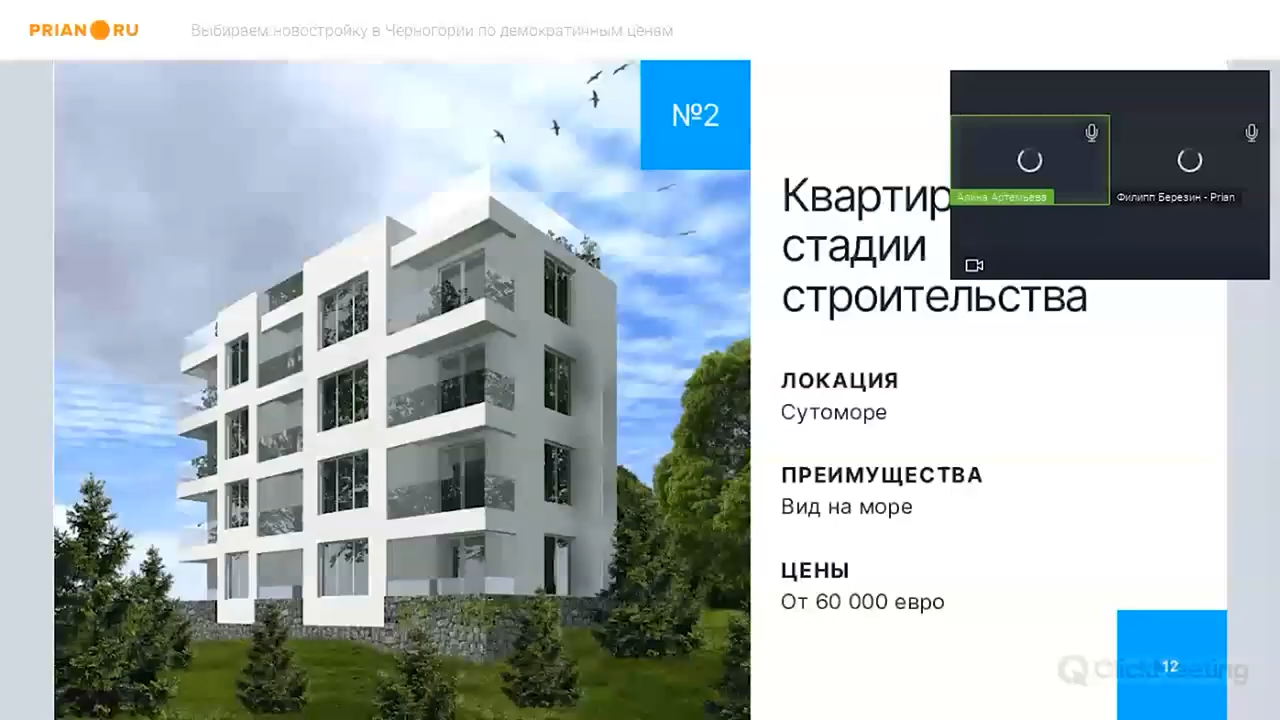 PRIAN RU
Выбираем новостройку в Черногории по демократичным ценам
№2
Квартир
стадии
строительства
Алина Артемьева
Филипп Березин - Prian
ЛОКАЦИЯ
Сутоморе
ПРЕИМУЩЕСТВА
Вид на море
ЦЕНЫ
От 60 000 евро
ClickMeeting
12